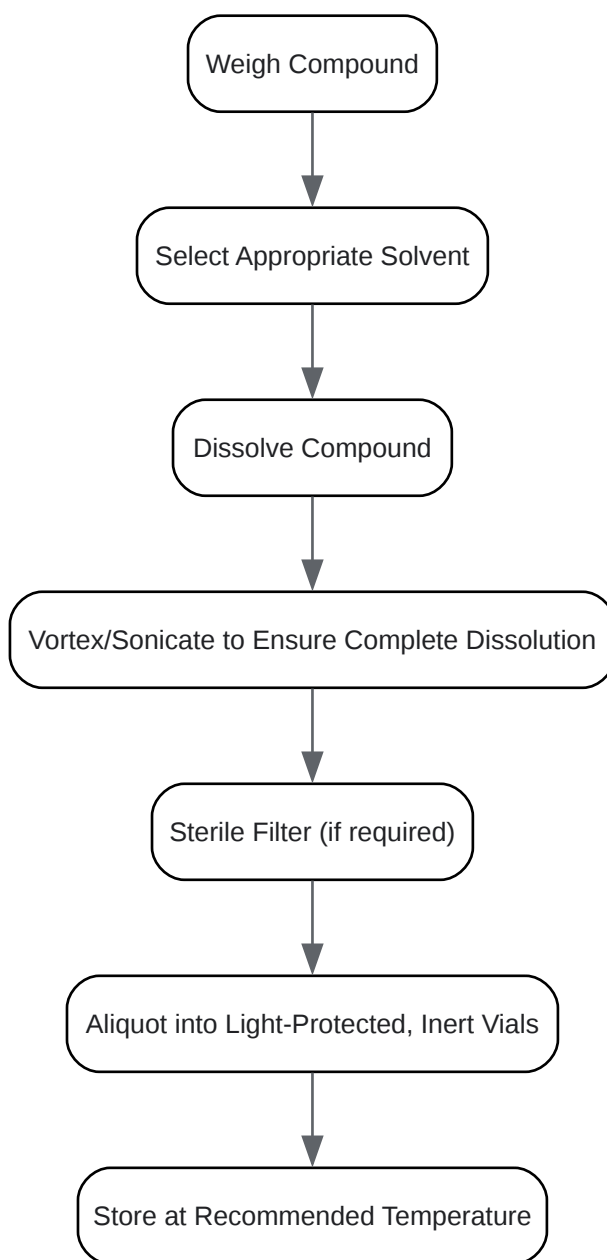 Weigh Compound
Select Appropriate Solvent
Dissolve Compound
Vortex/Sonicate to Ensure Complete Dissolution
Sterile Filter (if required)
Aliquot into Light-Protected, Inert Vials
Store at Recommended Temperature